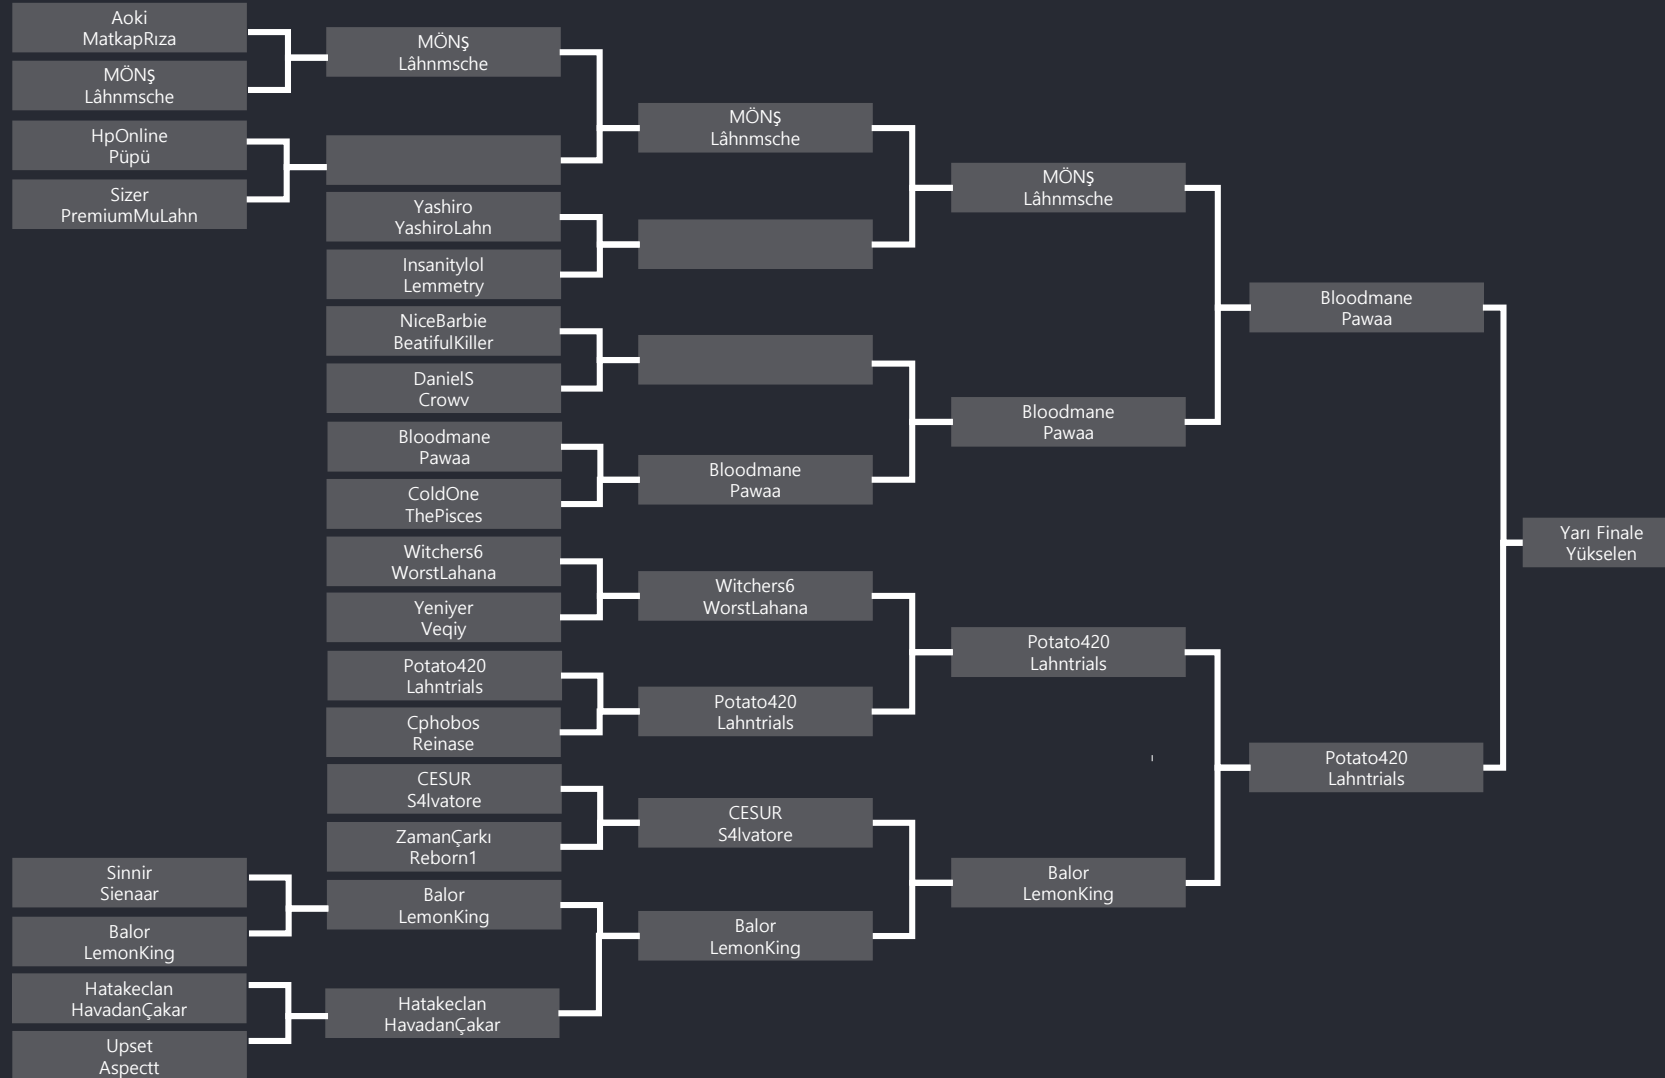 Aoki
MatkapRıza
MÖNŞ
Lâhnmsche
HpOnline
Püpü
Sizer
PremiumMuLahn
Sinnir
Sienaar
Balor
LemonKing
Hatakeclan
HavadanÇakar
Upset
Aspectt
MÖNŞ
Lâhnmsche
Yashiro
YashiroLahn
Insanitylol
Lemmetry
NiceBarbie
BeatifulKiller
DanielS
Crowv
Bloodmane
Pawaa
ColdOne
ThePisces
Witchers6
WorstLahana
Yeniyer
Veqiy
Potato420
Lahntrials
Cphobos
Reinase
CESUR
S4lvatore
ZamanÇarkı
Reborn1
Balor
LemonKing
Hatakeclan
HavadanÇakar
MÖNŞ
Lâhnmsche
Bloodmane
Pawaa
Witchers6
WorstLahana
Potato420
Lahntrials
CESUR
S4lvatore
Balor
LemonKing
MÖNŞ
Lâhnmsche
Bloodmane
Pawaa
Potato420
Lahntrials
Balor
LemonKing
Bloodmane
Pawaa
Potato420
Lahntrials
Yarı Finale
Yükselen